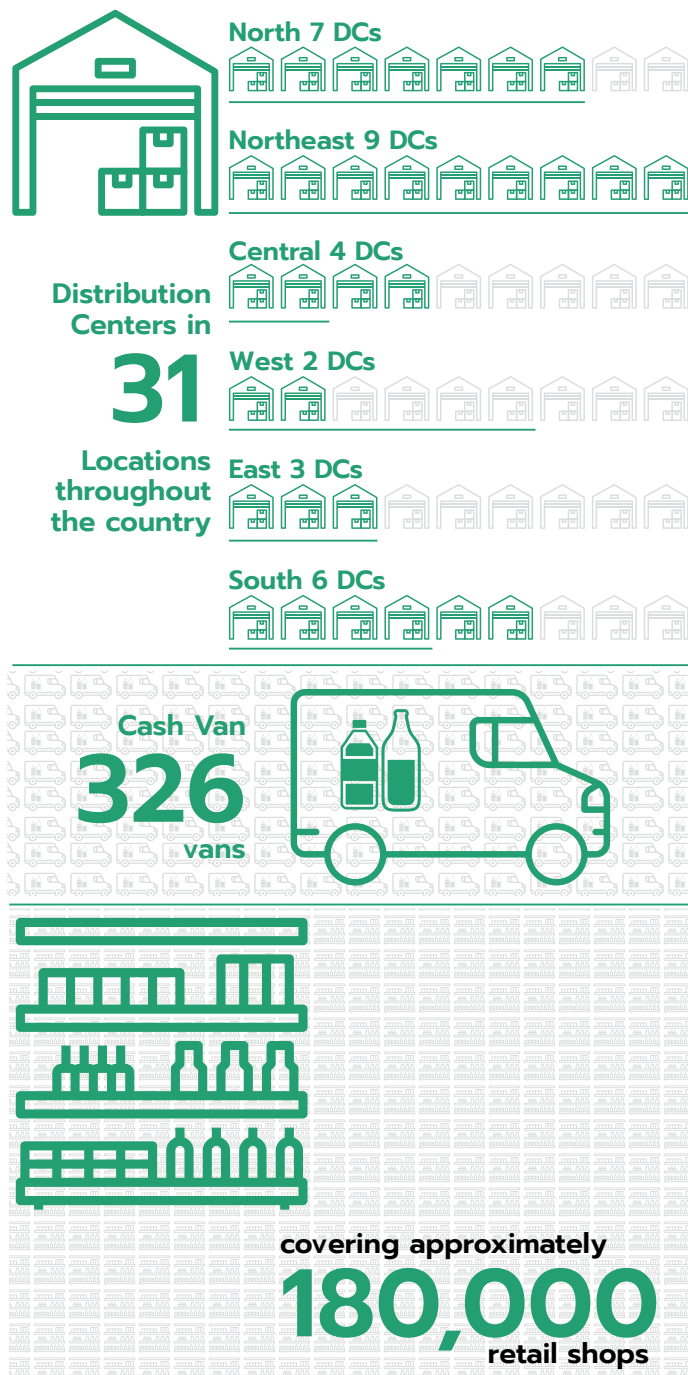 North 7 DCs
Northeast 9 DCs
Central 4 DCs
Distribution
Centers in
31
Locations
throughout
the country
West 2 DCs
East 3 DCs
South 6 DCs
Cash Van
326
vans
covering approximately
180,000
retail shops